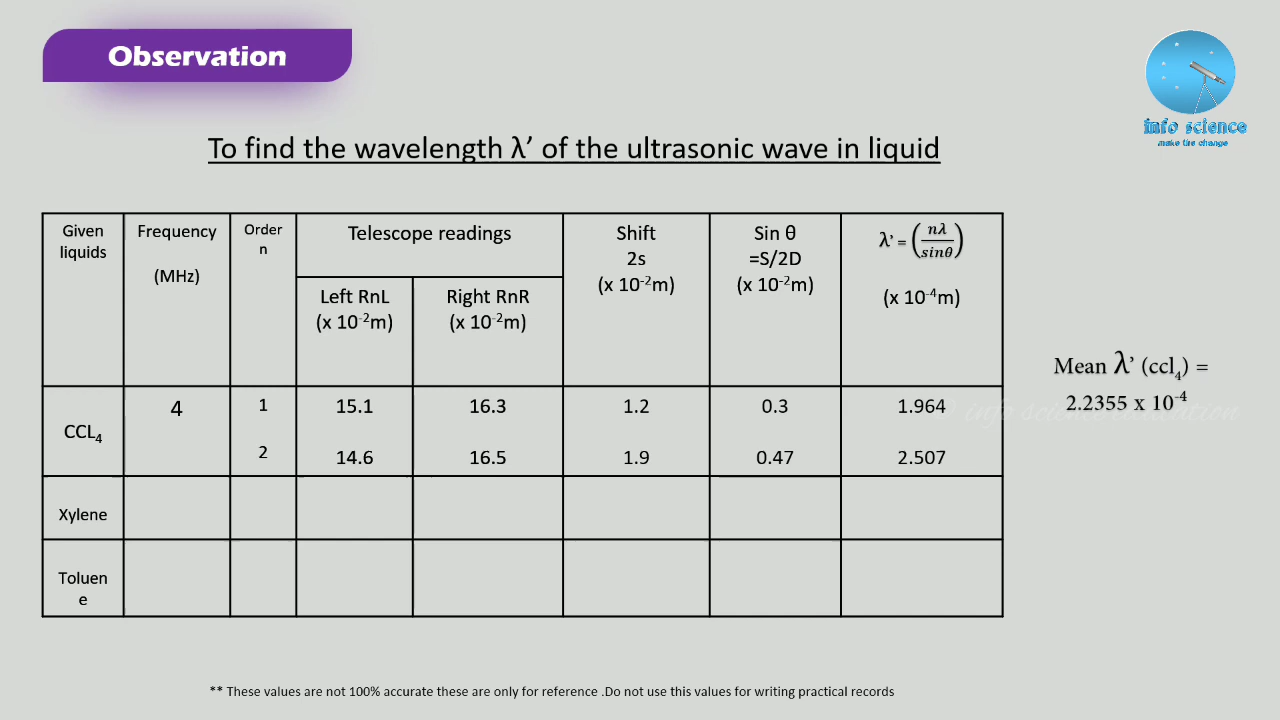 Observation
info science
make the change
To find the wavelength λ’ of the ultrasonic wave in liquid
Given
liquids
Frequency
(MHz)
Order
n
Telescope readings
Left RnL
(x 10⁻²m)
Right RnR
(x 10⁻²m)
Shift
2s
(x 10⁻²m)
Sin θ
=S/2D
(x 10⁻²m)
λ’ = (nλ/sinθ)
(x 10⁻⁴m)
CCL₄
4
1 15.1 16.3 1.2 0.3 1.964
2 14.6 16.5 1.9 0.47 2.507
Xylene
Toluen
e
Mean λ’ (ccl₄) =
2.2355 x 10⁻⁴
** These values are not 100% accurate these are only for reference .Do not use this values for writing practical records